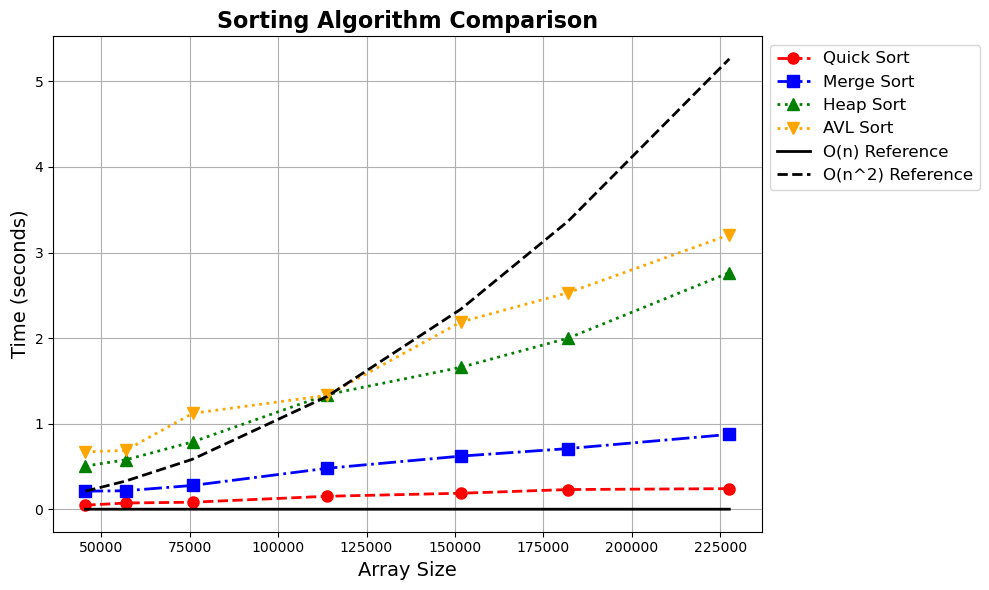 Sorting Algorithm Comparison
Time (seconds)
5
4
3
2
1
0
50000 75000 100000 125000 150000 175000 200000 225000
Array Size
Quick Sort
Merge Sort
Heap Sort
AVL Sort
O(n) Reference
O(n^2) Reference